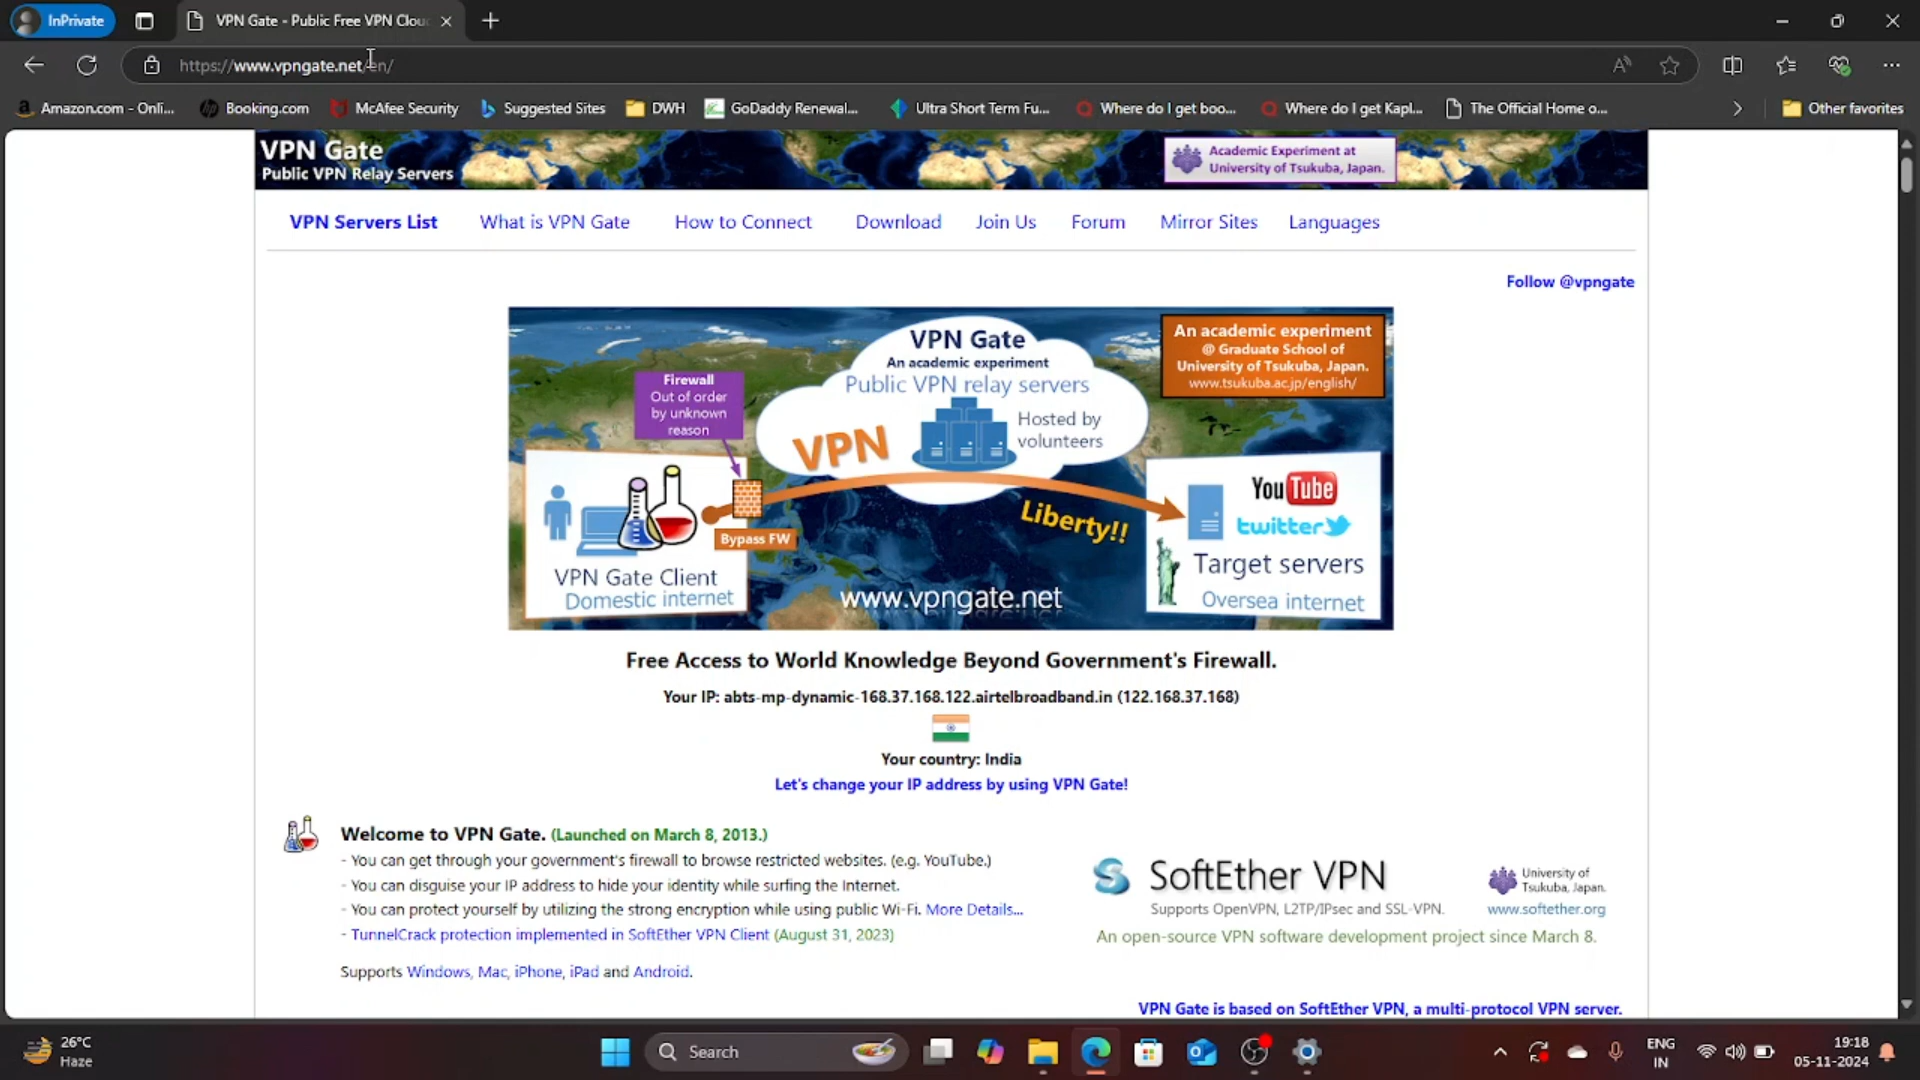 InPrivate
VPN Gate - Public Free VPN Clou
https://www.vpngate.net/en/
Amazon.com - Onli...
Booking.com
McAfee Security
Suggested Sites
DWH
GoDaddy Renewal...
Ultra Short Term Fu...
Where do I get boo...
Where do I get Kapl...
The Official Home o...
Other favorites
VPN Gate
Public VPN Relay Servers
Academic Experiment at
University of Tsukuba, Japan.
VPN Servers List
What is VPN Gate
How to Connect
Download
Join Us
Forum
Mirror Sites
Languages
Follow @vpngate
VPN Gate
An academic experiment
Public VPN relay servers
Hosted by
volunteers
An academic experiment
@ Graduate School of
University of Tsukuba, Japan.
www.tsukuba.ac.jp/english/
Firewall
Out of order
by unknown
reason
VPN
Liberty!!
Bypass FW
VPN Gate Client
Domestic internet
www.vpngate.net
YouTube
twitter
Target servers
Oversea internet
Free Access to World Knowledge Beyond Government's Firewall.
Your IP: abts-mp-dynamic-168.37.168.122.airtelbroadband.in (122.168.37.168)
Your country: India
Let's change your IP address by using VPN Gate!
Welcome to VPN Gate. (Launched on March 8, 2013.)
- You can get through your government's firewall to browse restricted websites. (e.g. YouTube.)
- You can disguise your IP address to hide your identity while surfing the Internet.
- You can protect yourself by utilizing the strong encryption while using public Wi-Fi. More Details...
- TunnelCrack protection implemented in SoftEther VPN Client (August 31, 2023)
Supports Windows, Mac, iPhone, iPad and Android.
SoftEther VPN
Supports OpenVPN, L2TP/IPsec and SSL-VPN.
University of
Tsukuba, Japan.
www.softether.org
An open-source VPN software development project since March 8.
VPN Gate is based on SoftEther VPN, a multi-protocol VPN server.
26°C
Haze
Search
ENG
IN
19:18
05-11-2024